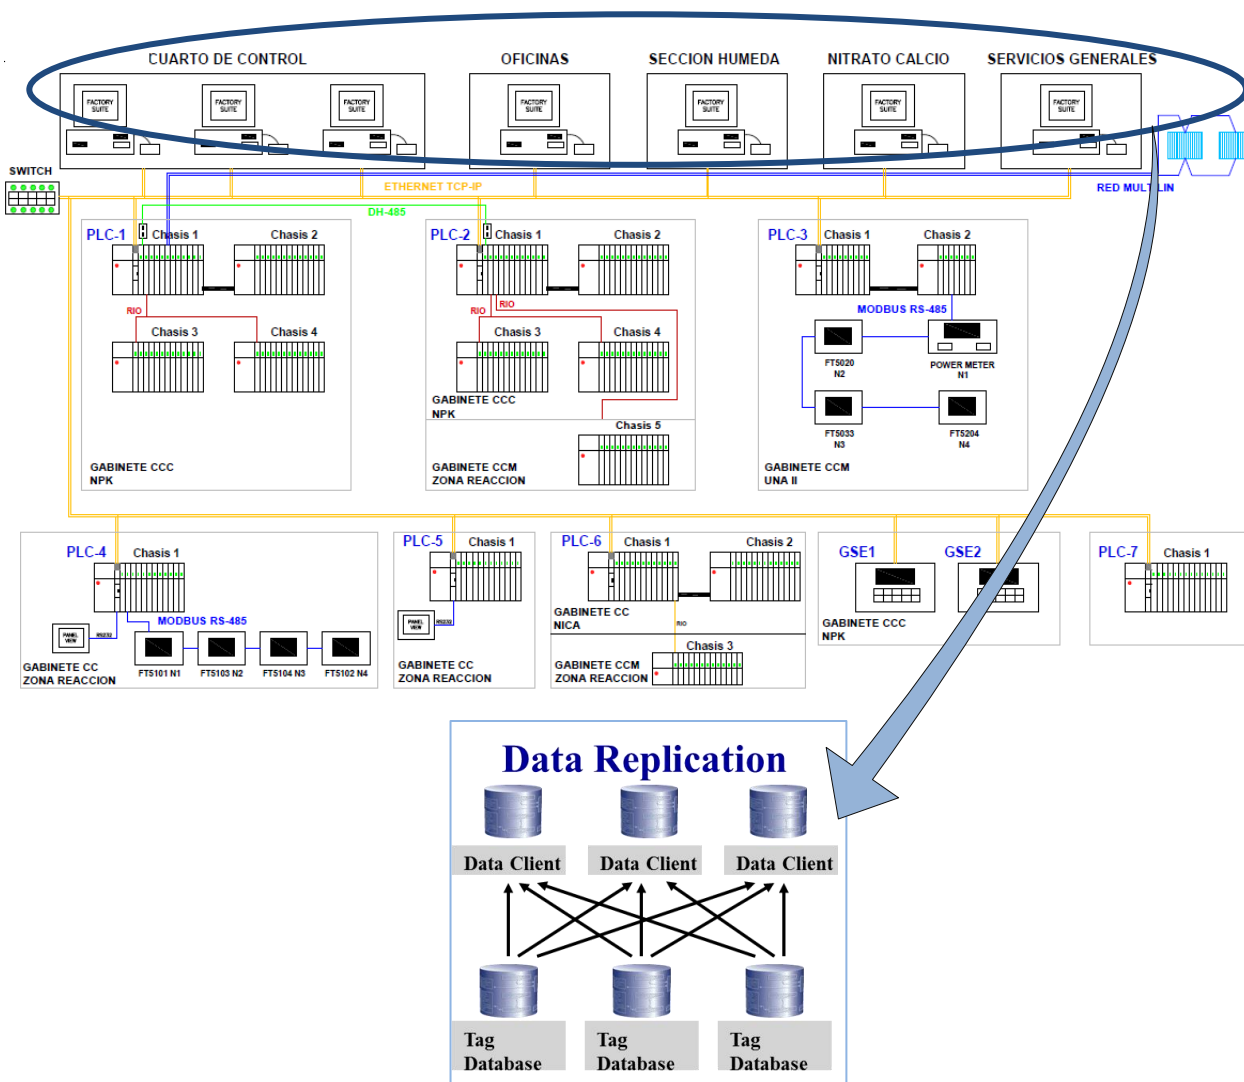 CUARTO DE CONTROL
OFICINAS
SECCION HUMEDA
NITRATO CALCIO
SERVICIOS GENERALES
FACTORY
SUITE
FACTORY
SUITE
FACTORY
SUITE
FACTORY
SUITE
FACTORY
SUITE
FACTORY
SUITE
FACTORY
SUITE
SWITCH
ETHERNET TCP-IP
RED MULTILIN
DH-485
PLC-1
Chasis 1
Chasis 2
RIO
Chasis 3
Chasis 4
GABINETE CCC
NPK
PLC-2
Chasis 1
Chasis 2
RIO
RIO
Chasis 3
Chasis 4
GABINETE CCC
NPK
Chasis 5
GABINETE CCM
ZONA REACCION
PLC-3
Chasis 1
Chasis 2
MODBUS RS-485
FT5020
N2
POWER METER
N1
FT5033
N3
FT5204
N4
GABINETE CCM
UNA II
PLC-4
Chasis 1
MODBUS RS-485
PANEL
VIEW
RS232
GABINETE CC
ZONA REACCION
FT5101 N1
FT5103 N2
FT5104 N3
FT5102 N4
PLC-5
Chasis 1
RS232
GABINETE CC
ZONA REACCION
PLC-6
Chasis 1
Chasis 2
GABINETE CC
NICA
RIO
Chasis 3
GABINETE CCM
ZONA REACCION
GSE1
GSE2
GABINETE CCC
NPK
PLC-7
Chasis 1
Data Replication
Data Client
Data Client
Data Client
Tag
Database
Tag
Database
Tag
Database